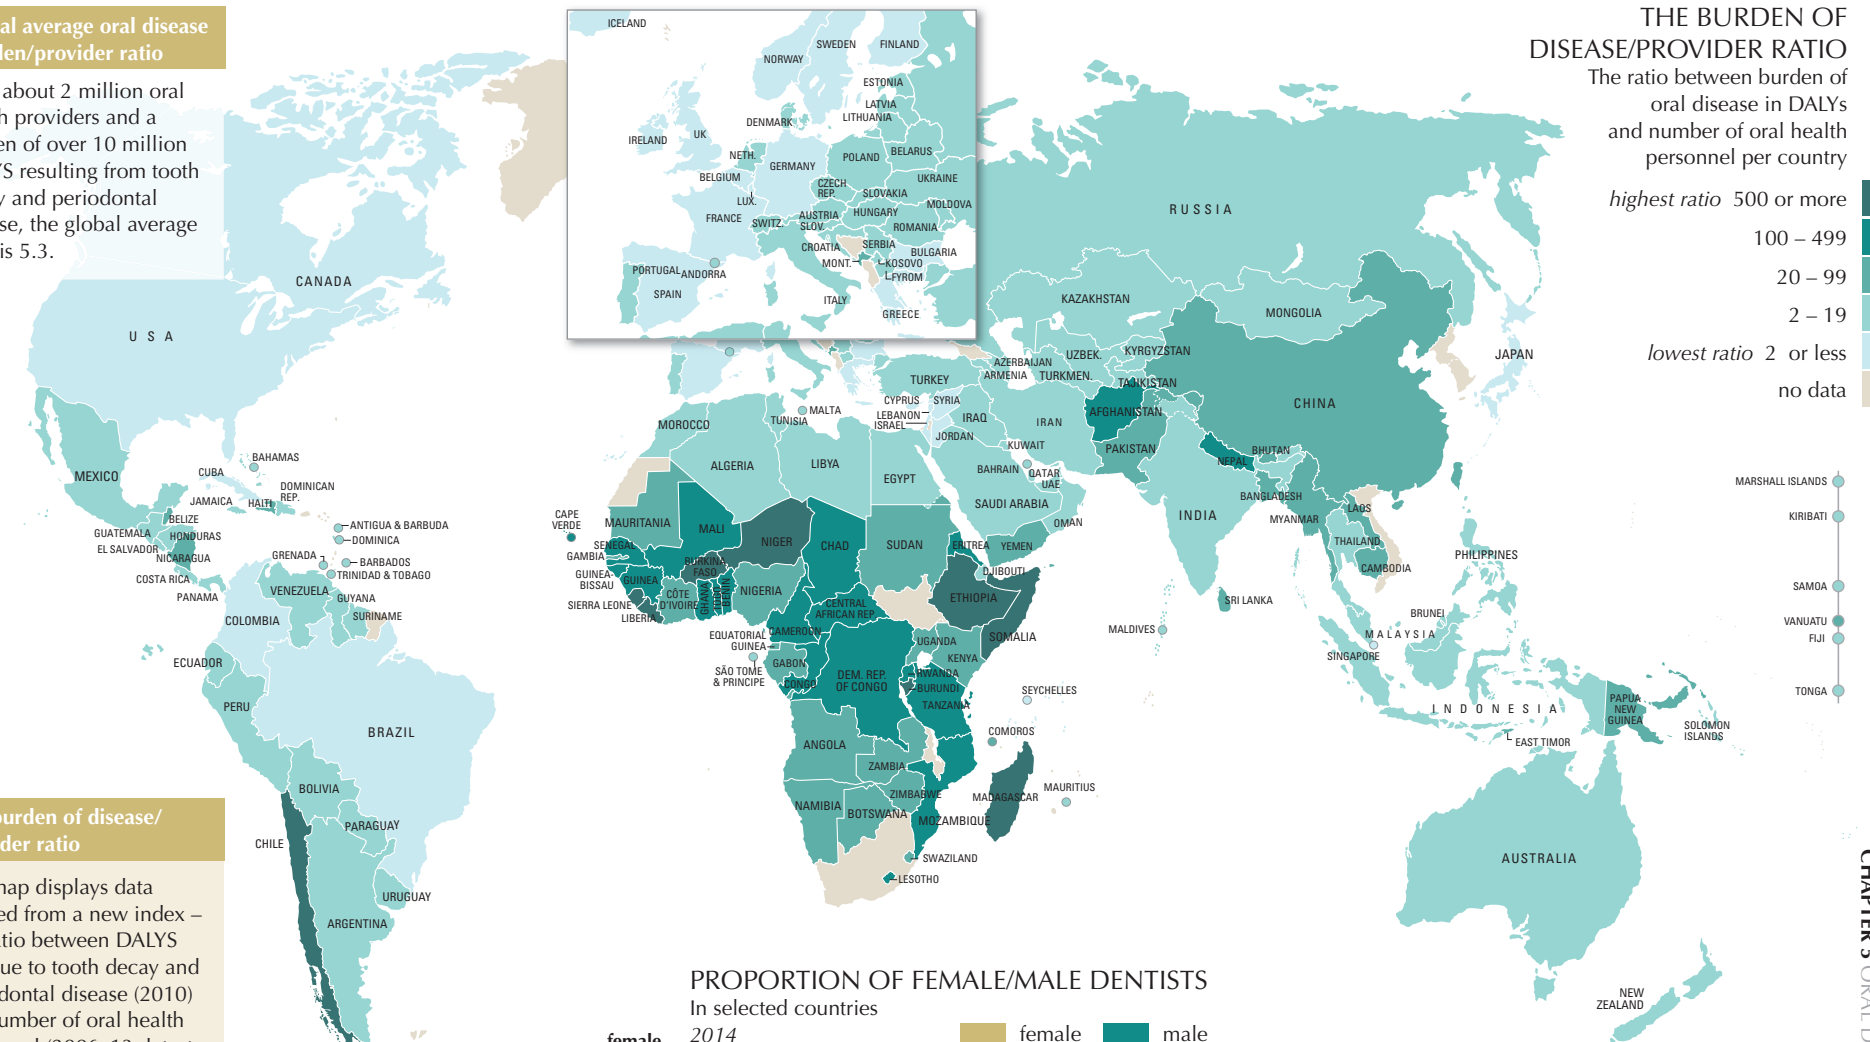 al average oral disease
len/provider ratio
about 2 million oral
h providers and a
en of over 10 million
S resulting from tooth
y and periodontal
se, the global average
is 5.3.
THE BURDEN OF
DISEASE/PROVIDER RATIO
The ratio between burden of
oral disease in DALYs
and number of oral health
personnel per country
highest ratio 500 or more
100 – 499
20 – 99
2 – 19
lowest ratio 2 or less
no data
ICELAND
SWEDEN
FINLAND
NORWAY
ESTONIA
LATVIA
LITHUANIA
DENMARK
IRELAND
UK
NETH.
BELARUS
POLAND
GERMANY
BELGIUM
UKRAINE
CZECH
REP.
SLOVAKIA
LUX.
MOLDOVA
FRANCE
SWITZ.
AUSTRIA
HUNGARY
SLOV.
ROMANIA
CROATIA
SERBIA
BULGARIA
MONT.
KOSOVO
FYROM
PORTUGAL
ANDORRA
SPAIN
ITALY
GREECE
CANADA
USA
MEXICO
BAHAMAS
CUBA
DOMINICAN
REP.
JAMAICA
HAITI
BELIZE
GUATEMALA
HONDURAS
EL SALVADOR
NICARAGUA
ANTIGUA & BARBUDA
DOMINICA
GRENADA
BARBADOS
TRINIDAD & TOBAGO
COSTA RICA
PANAMA
VENEZUELA
GUYANA
SURINAME
COLOMBIA
ECUADOR
PERU
BRAZIL
BOLIVIA
PARAGUAY
CHILE
URUGUAY
ARGENTINA
RUSSIA
KAZAKHSTAN
MONGOLIA
UZBEK.
KYRGYZSTAN
AZERBAIJAN
ARMENIA
TURKMEN.
TAJIKISTAN
TURKEY
JAPAN
CHINA
CYPRUS
SYRIA
LEBANON
ISRAEL
IRAQ
IRAN
AFGHANISTAN
JORDAN
KUWAIT
PAKISTAN
NEPAL
BHUTAN
BAHRAIN
QATAR
UAE
SAUDI ARABIA
OMAN
YEMEN
INDIA
BANGLADESH
MYANMAR
LAOS
THAILAND
CAMBODIA
PHILIPPINES
SRI LANKA
MALDIVES
BRUNEI
MALAYSIA
SINGAPORE
INDONESIA
EAST TIMOR
PAPUA
NEW
GUINEA
SOLOMON
ISLANDS
AUSTRALIA
NEW
ZEALAND
MARSHALL ISLANDS
KIRIBATI
SAMOA
VANUATU
FIJI
TONGA
MALTA
TUNISIA
MOROCCO
ALGERIA
LIBYA
EGYPT
CAPE
VERDE
MAURITANIA
MALI
NIGER
CHAD
SUDAN
ERITREA
DJIBOUTI
SENEGAL
GAMBIA
GUINEA-
BISSAU
GUINEA
BURKINA
FASO
SIERRA LEONE
LIBERIA
CÔTE
D'IVOIRE
GHANA
TOGO
BENIN
NIGERIA
CENTRAL
AFRICAN REP.
ETHIOPIA
SOMALIA
CAMEROON
EQUATORIAL
GUINEA
SÃO TOME
& PRINCIPE
GABON
CONGO
DEM. REP.
OF CONGO
UGANDA
KENYA
RWANDA
BURUNDI
TANZANIA
SEYCHELLES
COMOROS
ANGOLA
ZAMBIA
ZIMBABWE
MADAGASCAR
MAURITIUS
NAMIBIA
BOTSWANA
MOZAMBIQUE
SWAZILAND
LESOTHO
burden of disease/
der ratio
map displays data
ed from a new index –
atio between DALYS
ue to tooth decay and
dontal disease (2010)
umber of oral health
PROPORTION OF FEMALE/MALE DENTISTS
In selected countries
2014
female
female
male
CHAPTER 5 ORAL D